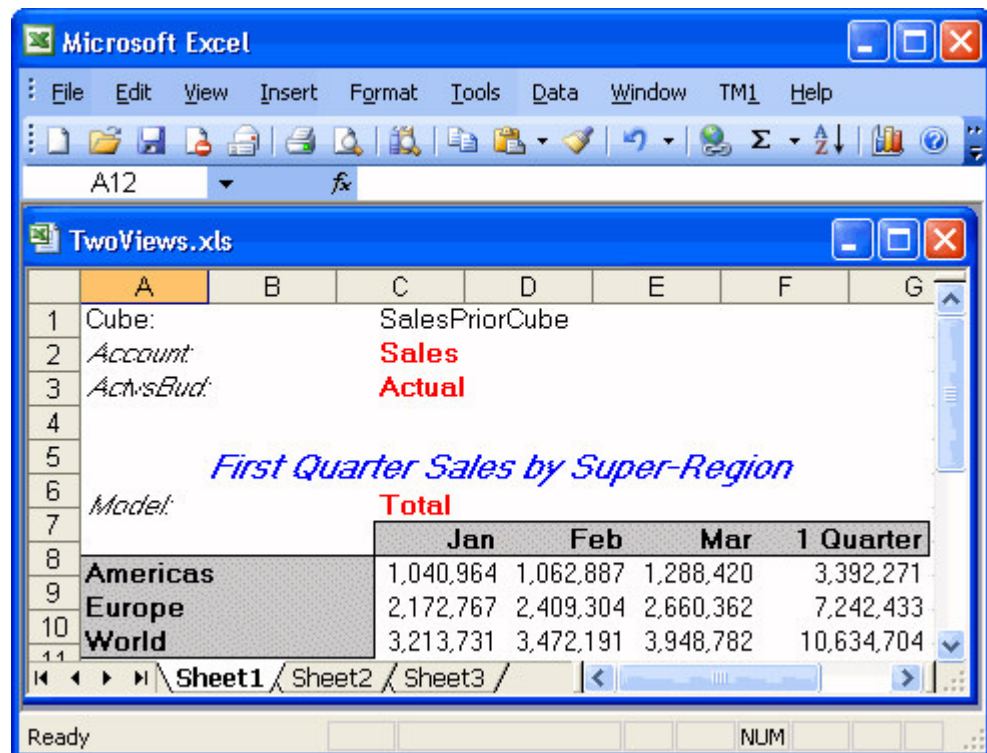 Microsoft Excel
File Edit View Insert Format Tools Data Window TM1 Help
A12 fx
TwoViews.xls
A B C D E F G
1 Cube: SalesPriorCube
2 Account: Sales
3 ActvsBud: Actual
4
5 First Quarter Sales by Super-Region
6 Model: Total
7 Jan Feb Mar 1 Quarter
8 Americas 1,040,964 1,062,887 1,288,420 3,392,271
9 Europe 2,172,767 2,409,304 2,660,362 7,242,433
10 World 3,213,731 3,472,191 3,948,782 10,634,704
11
Sheet1 Sheet2 Sheet3
Ready NUM